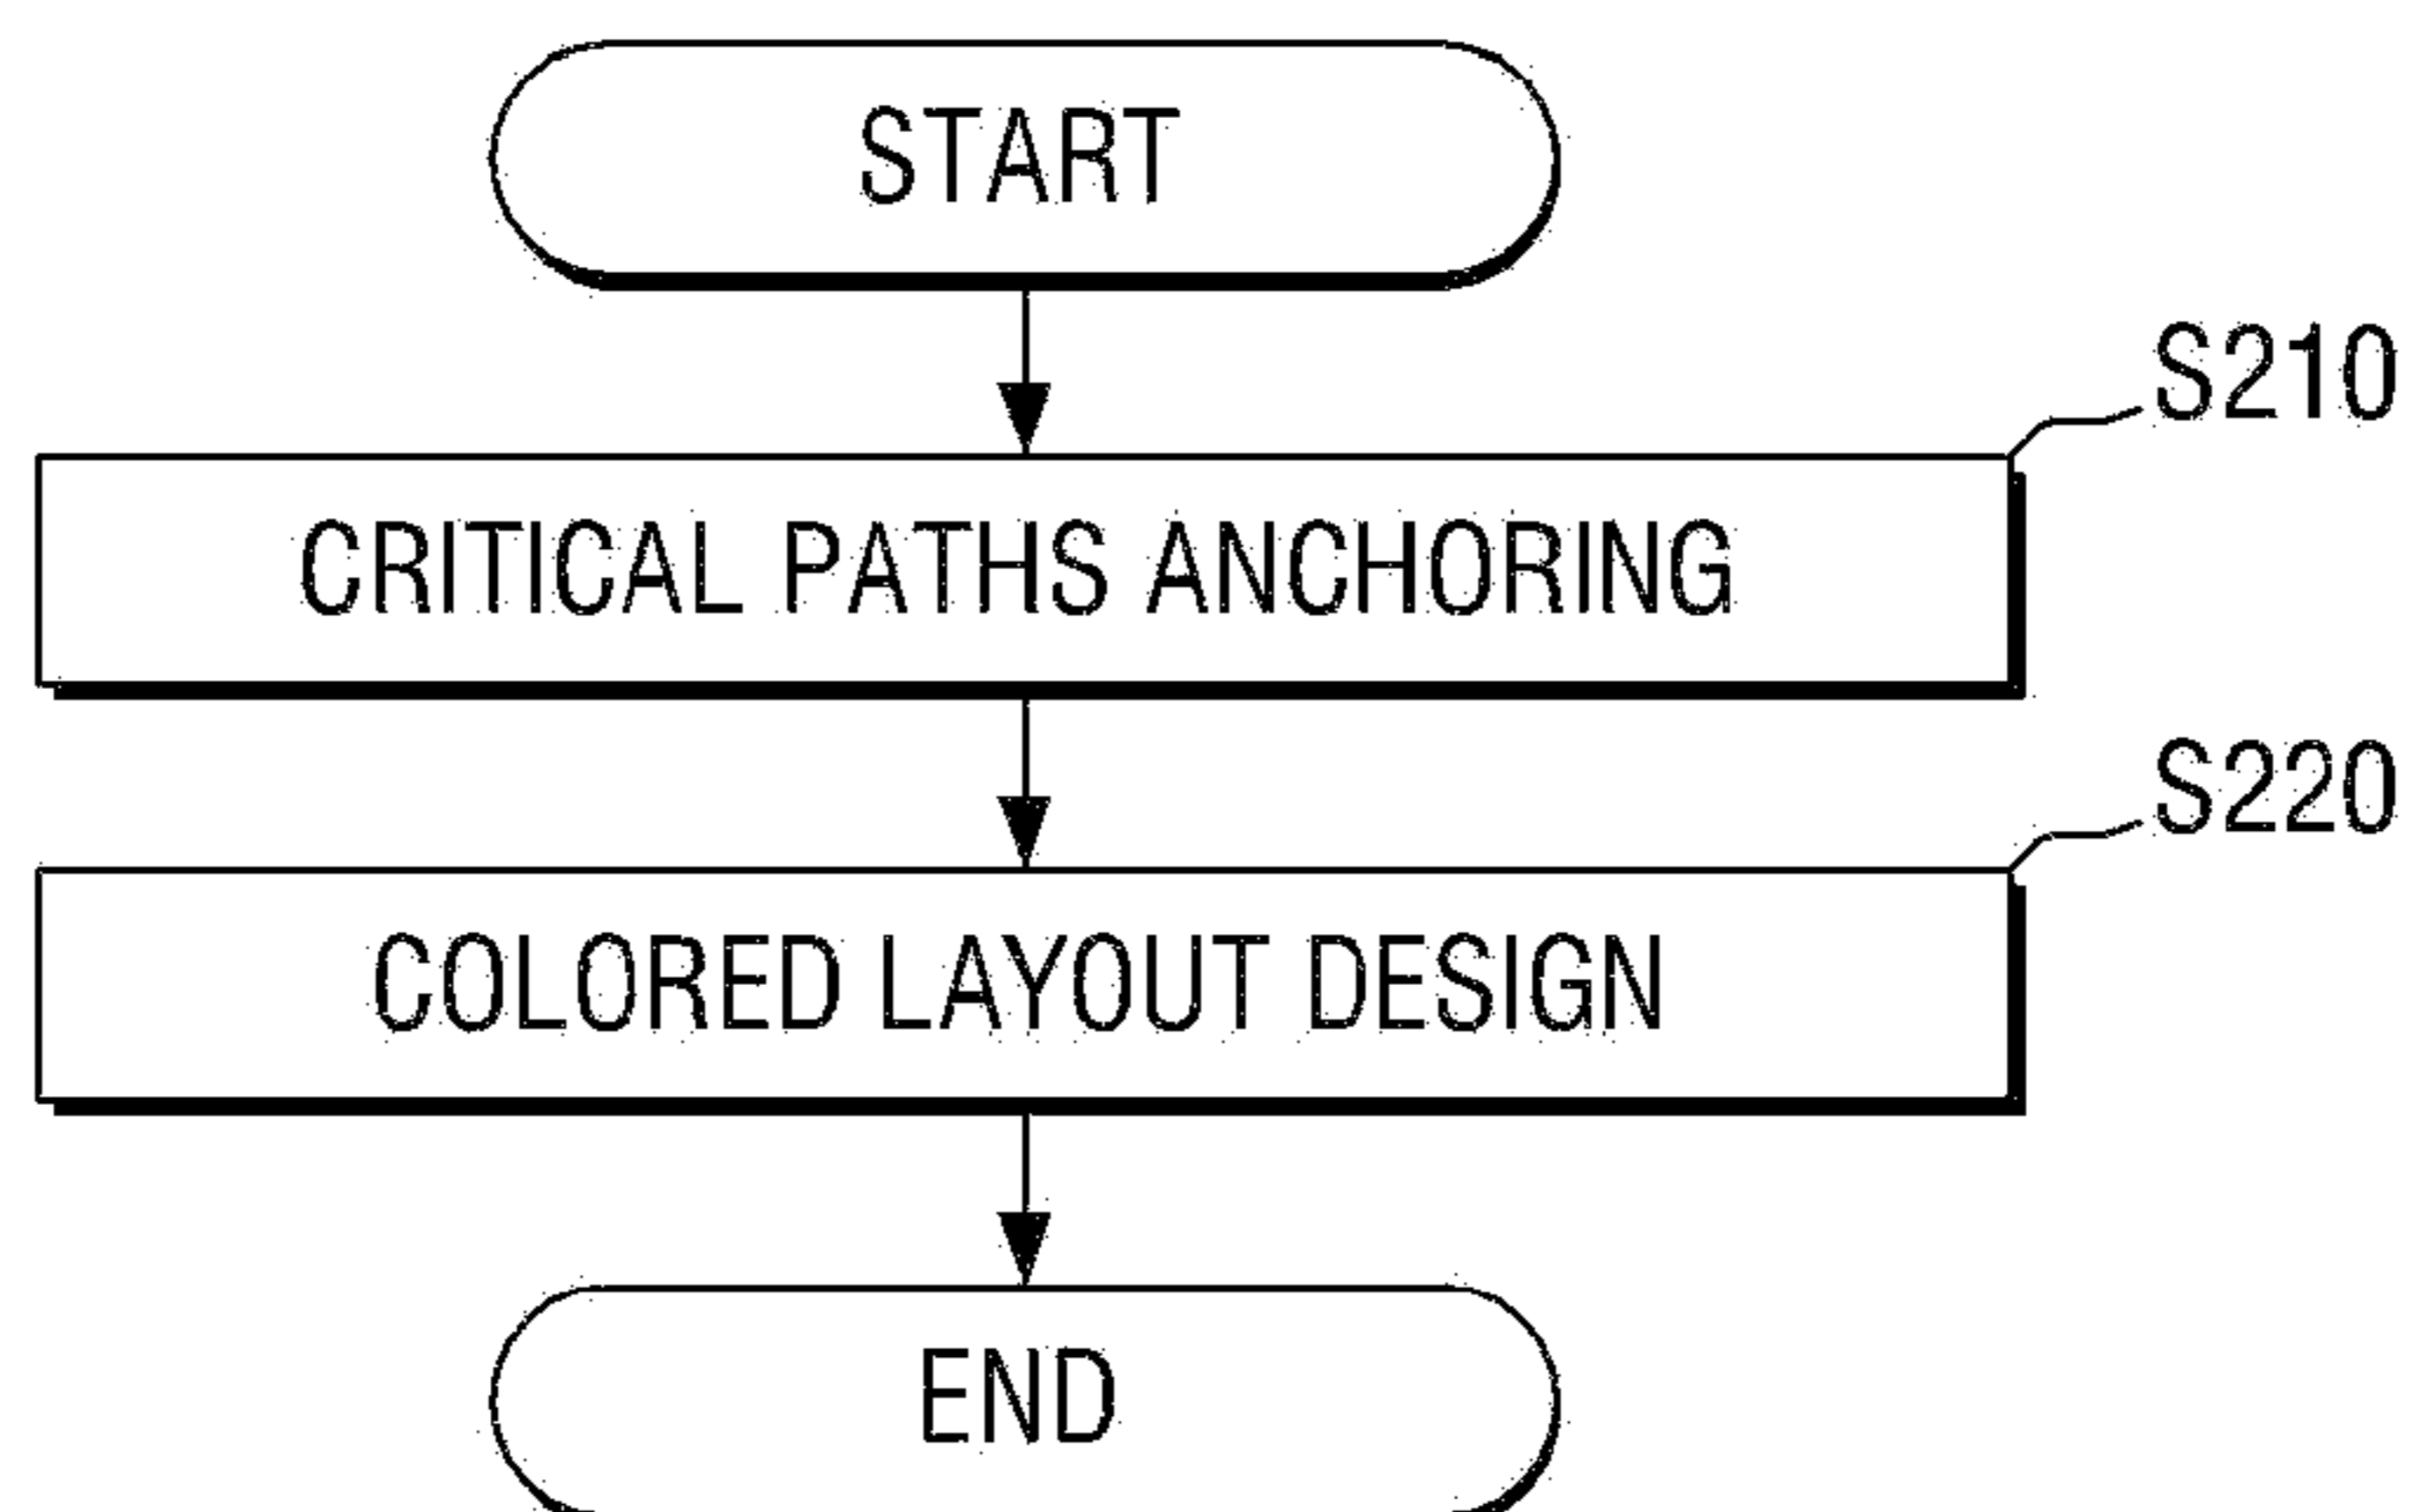 START
S210
CRITICAL PATHS ANCHORING
S220
COLORED LAYOUT DESIGN
END